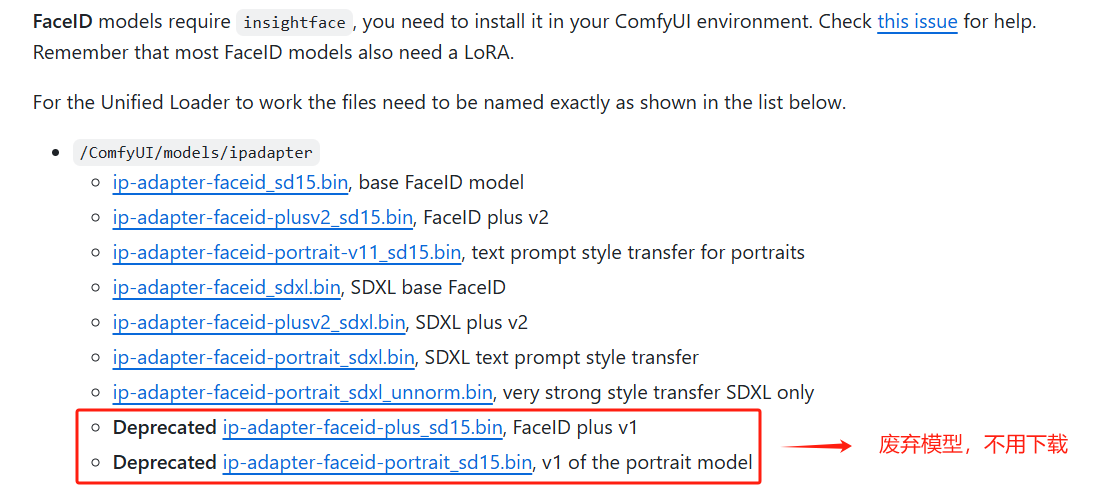 FaceID models require insightface, you need to install it in your ComfyUI environment. Check this issue for help.
Remember that most FaceID models also need a LoRA.
For the Unified Loader to work the files need to be named exactly as shown in the list below.
/ComfyUI/models/ipadapter
ip-adapter-faceid_sd15.bin, base FaceID model
ip-adapter-faceid-plusv2_sd15.bin, FaceID plus v2
ip-adapter-faceid-portrait-v11_sd15.bin, text prompt style transfer for portraits
ip-adapter-faceid_sdxl.bin, SDXL base FaceID
ip-adapter-faceid-plusv2_sdxl.bin, SDXL plus v2
ip-adapter-faceid-portrait_sdxl.bin, SDXL text prompt style transfer
ip-adapter-faceid-portrait_sdxl_unnorm.bin, very strong style transfer SDXL only
Deprecated ip-adapter-faceid-plus_sd15.bin, FaceID plus v1
Deprecated ip-adapter-faceid-portrait_sd15.bin, v1 of the portrait model
废弃模型，不用下载